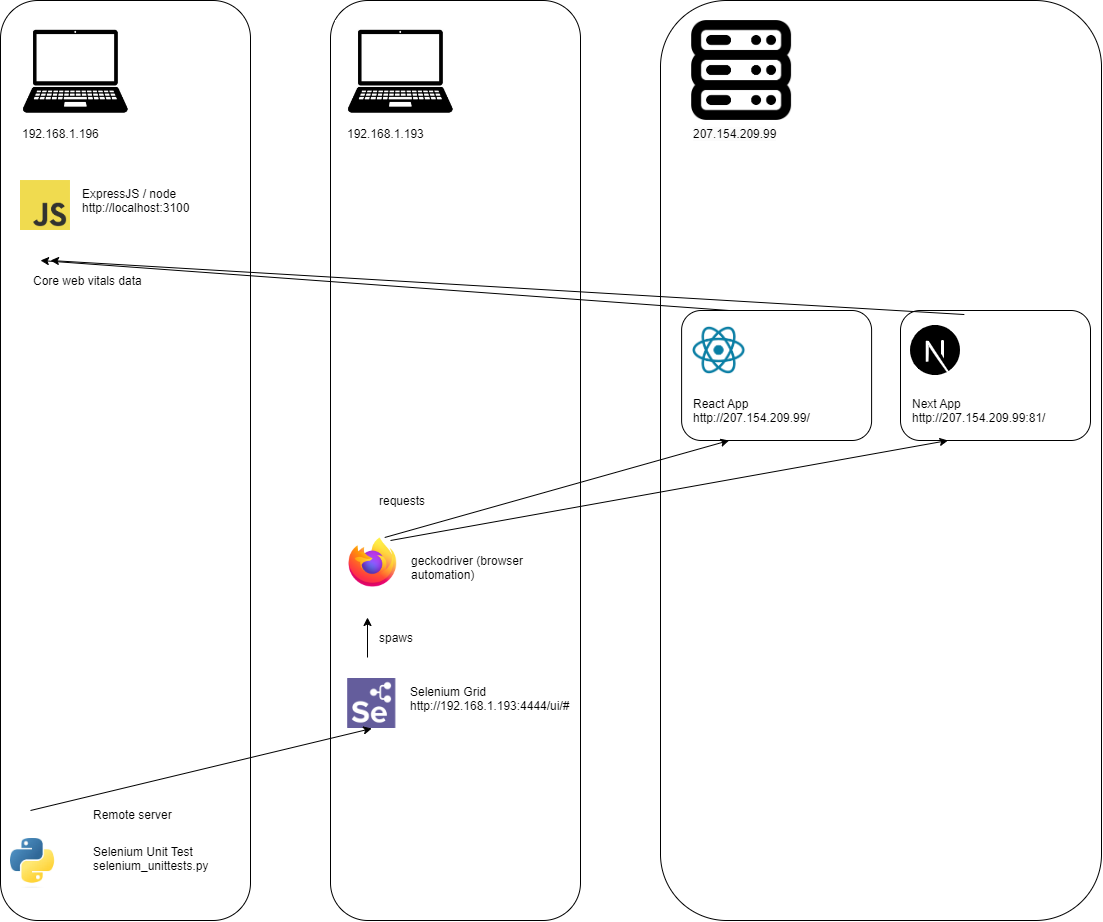 192.168.1.196
192.168.1.193
207.154.209.99
JS
ExpressJS / node
http://localhost:3100
Core web vitals data
N
React App
http://207.154.209.99/
Next App
http://207.154.209.99:81/
requests
geckodriver (browser
automation)
spaws
Se
Selenium Grid
http://192.168.1.193:4444/ui/#
Remote server
Selenium Unit Test
selenium_unittests.py